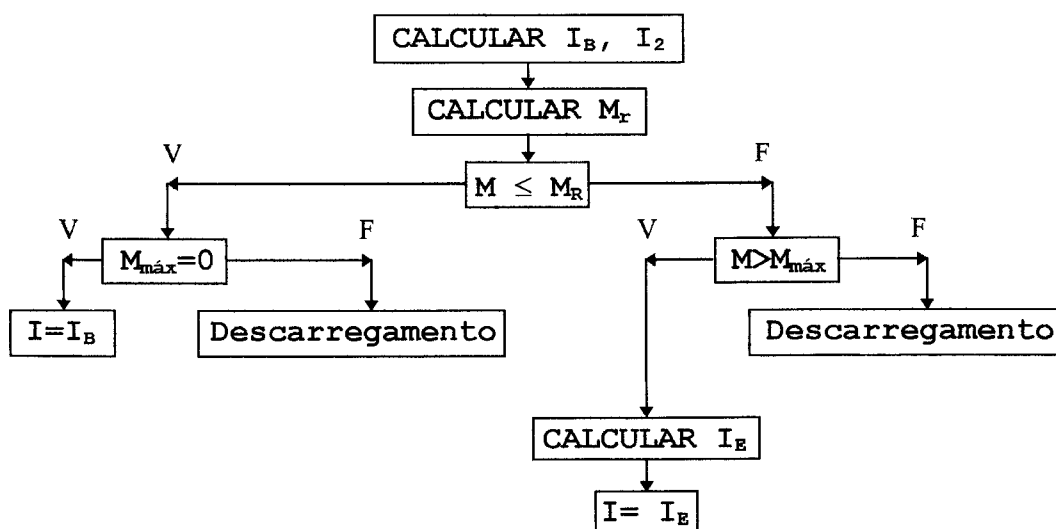 CALCULAR I_B, I_2
CALCULAR M_r
V
F
M ≤ M_R
V
F
V
F
M_máx=0
M>M_máx
I=I_B
Descarregamento
Descarregamento
CALCULAR I_E
I= I_E